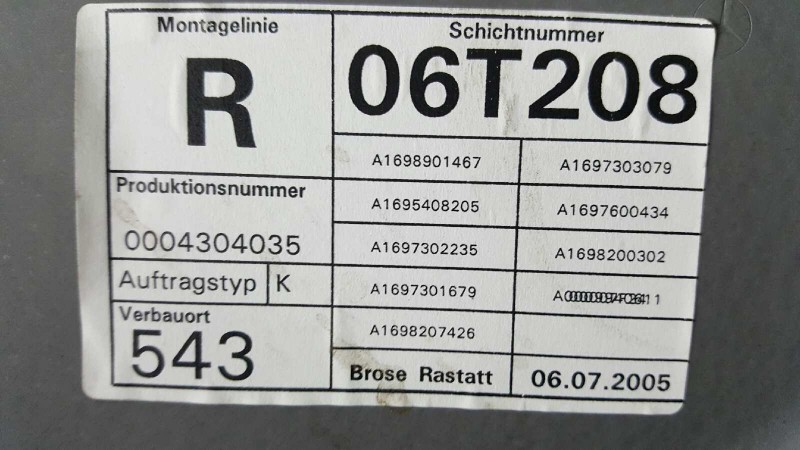 Montagelinie
R
Schichtnummer
06T208
A1698901467
A1697303079
Produktionsnummer
0004304035
A1695408205
A1697600434
A1697302235
A1698200302
Auftragstyp K
A1697301679
Verbauort
543
A1698207426
Brose Rastatt
06.07.2005